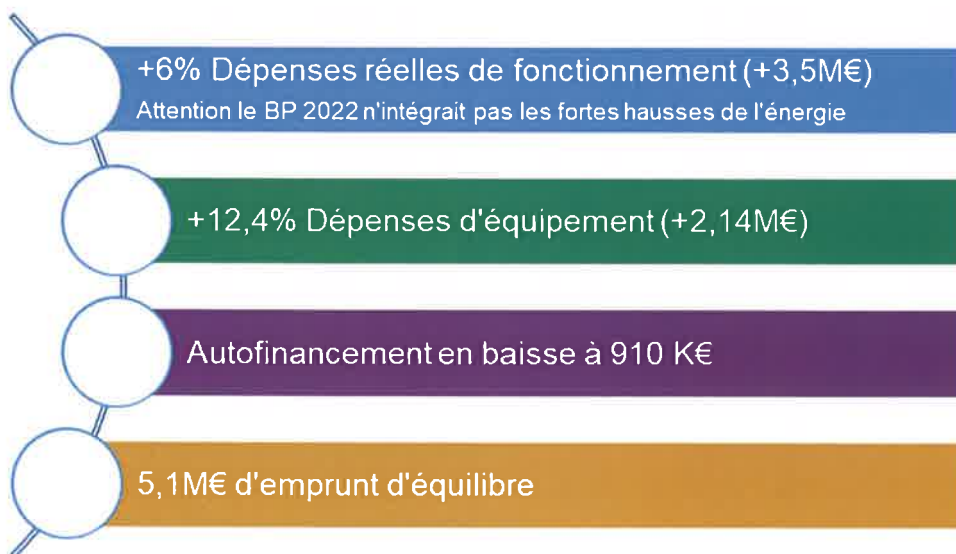 +6% Dépenses réelles de fonctionnement (+3,5M€)
Attention le BP 2022 n'intégrait pas les fortes hausses de l'énergie
+12,4% Dépenses d'équipement (+2,14M€)
Autofinancement en baisse à 910 K€
5,1M€ d'emprunt d'équilibre